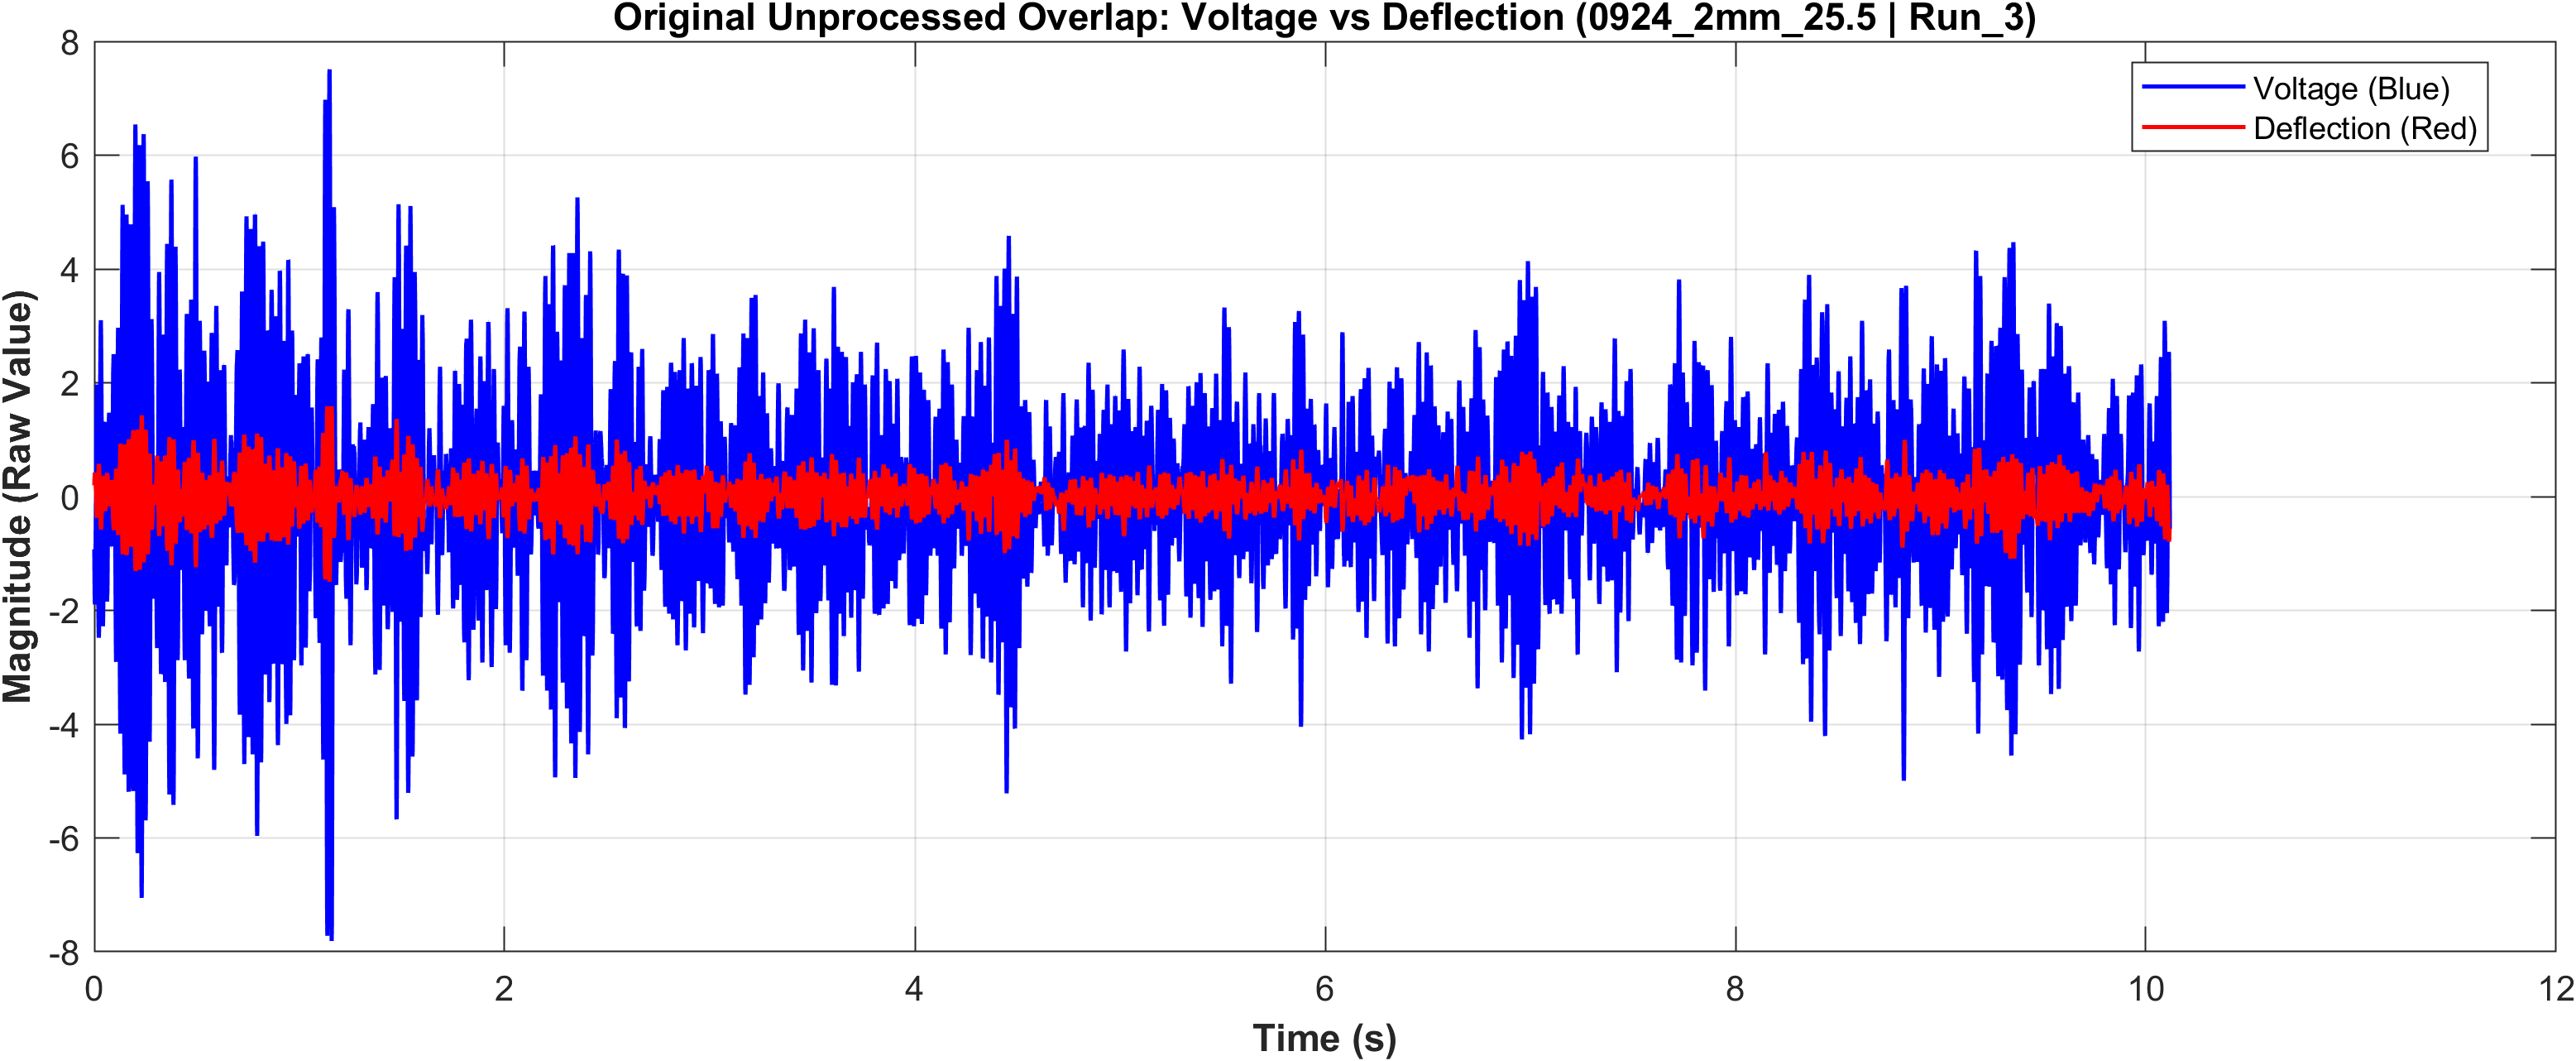 Original Unprocessed Overlap: Voltage vs Deflection (0924_2mm_25.5 | Run_3)
Voltage (Blue)
Deflection (Red)
Magnitude (Raw Value)
8
6
4
2
0
-2
-4
-6
-8
0 2 4 6 8 10 12
Time (s)